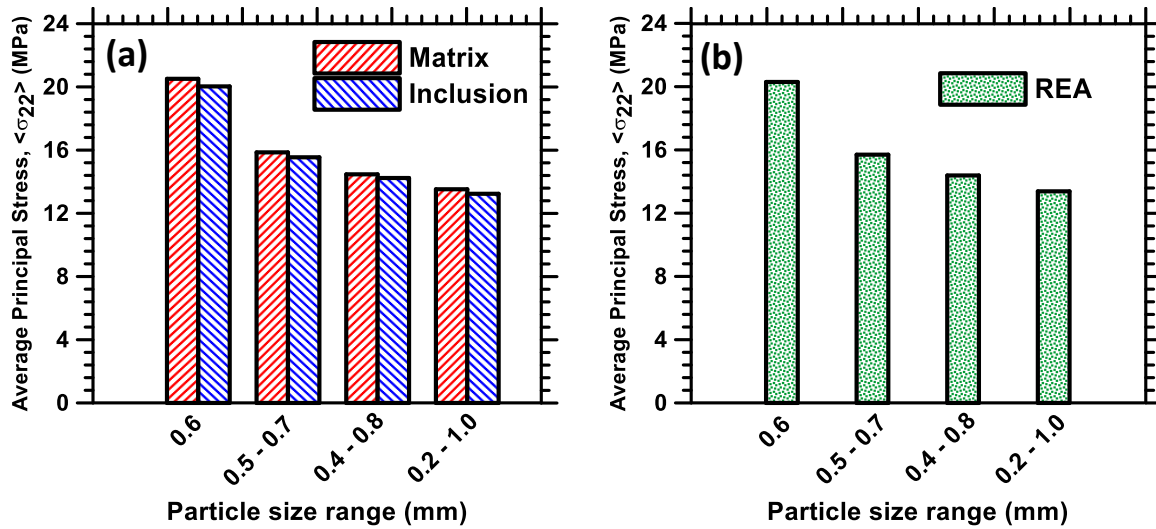 (a)
Average Principal Stress, <σ22> (MPa)
24
20
16
12
8
4
0
Matrix
Inclusion
0.6
0.5 - 0.7
0.4 - 0.8
0.2 - 1.0
Particle size range (mm)
(b)
Average Principal Stress, <σ22> (MPa)
24
20
16
12
8
4
0
REA
0.6
0.5 - 0.7
0.4 - 0.8
0.2 - 1.0
Particle size range (mm)